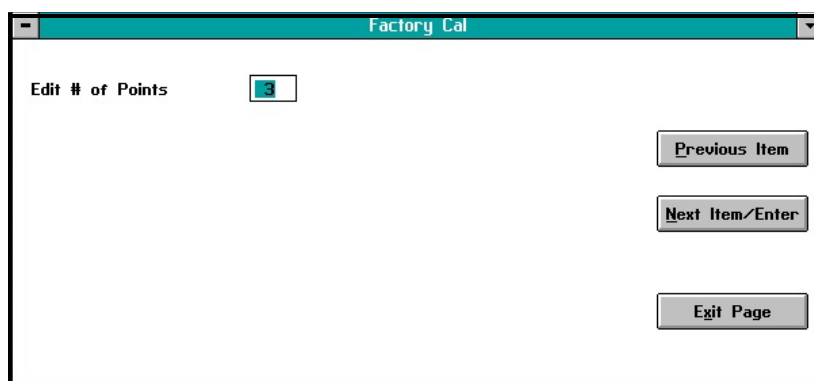 Factory Cal
Edit # of Points 3
Previous Item
Next Item/Enter
Exit Page